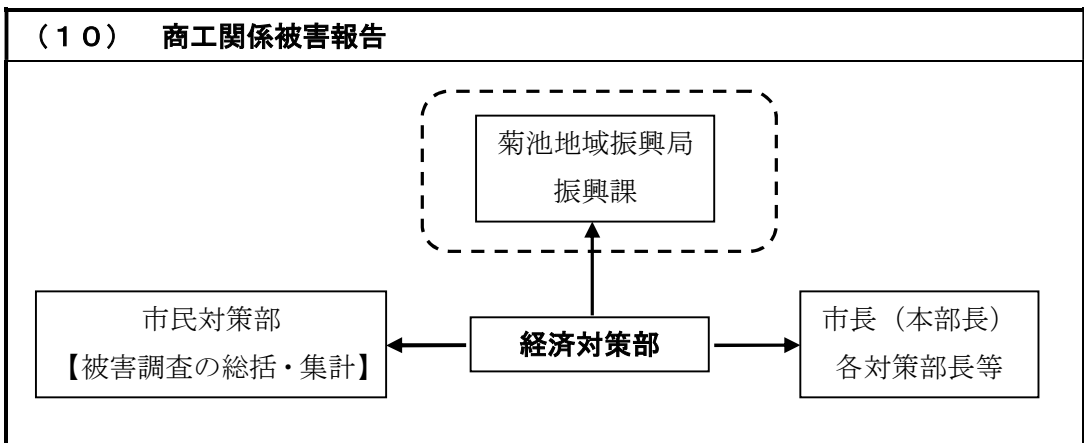 （１０）　商工関係被害報告
菊池地域振興局
振興課
市民対策部
【被害調査の総括・集計】
経済対策部
市長（本部長）
各対策部長等